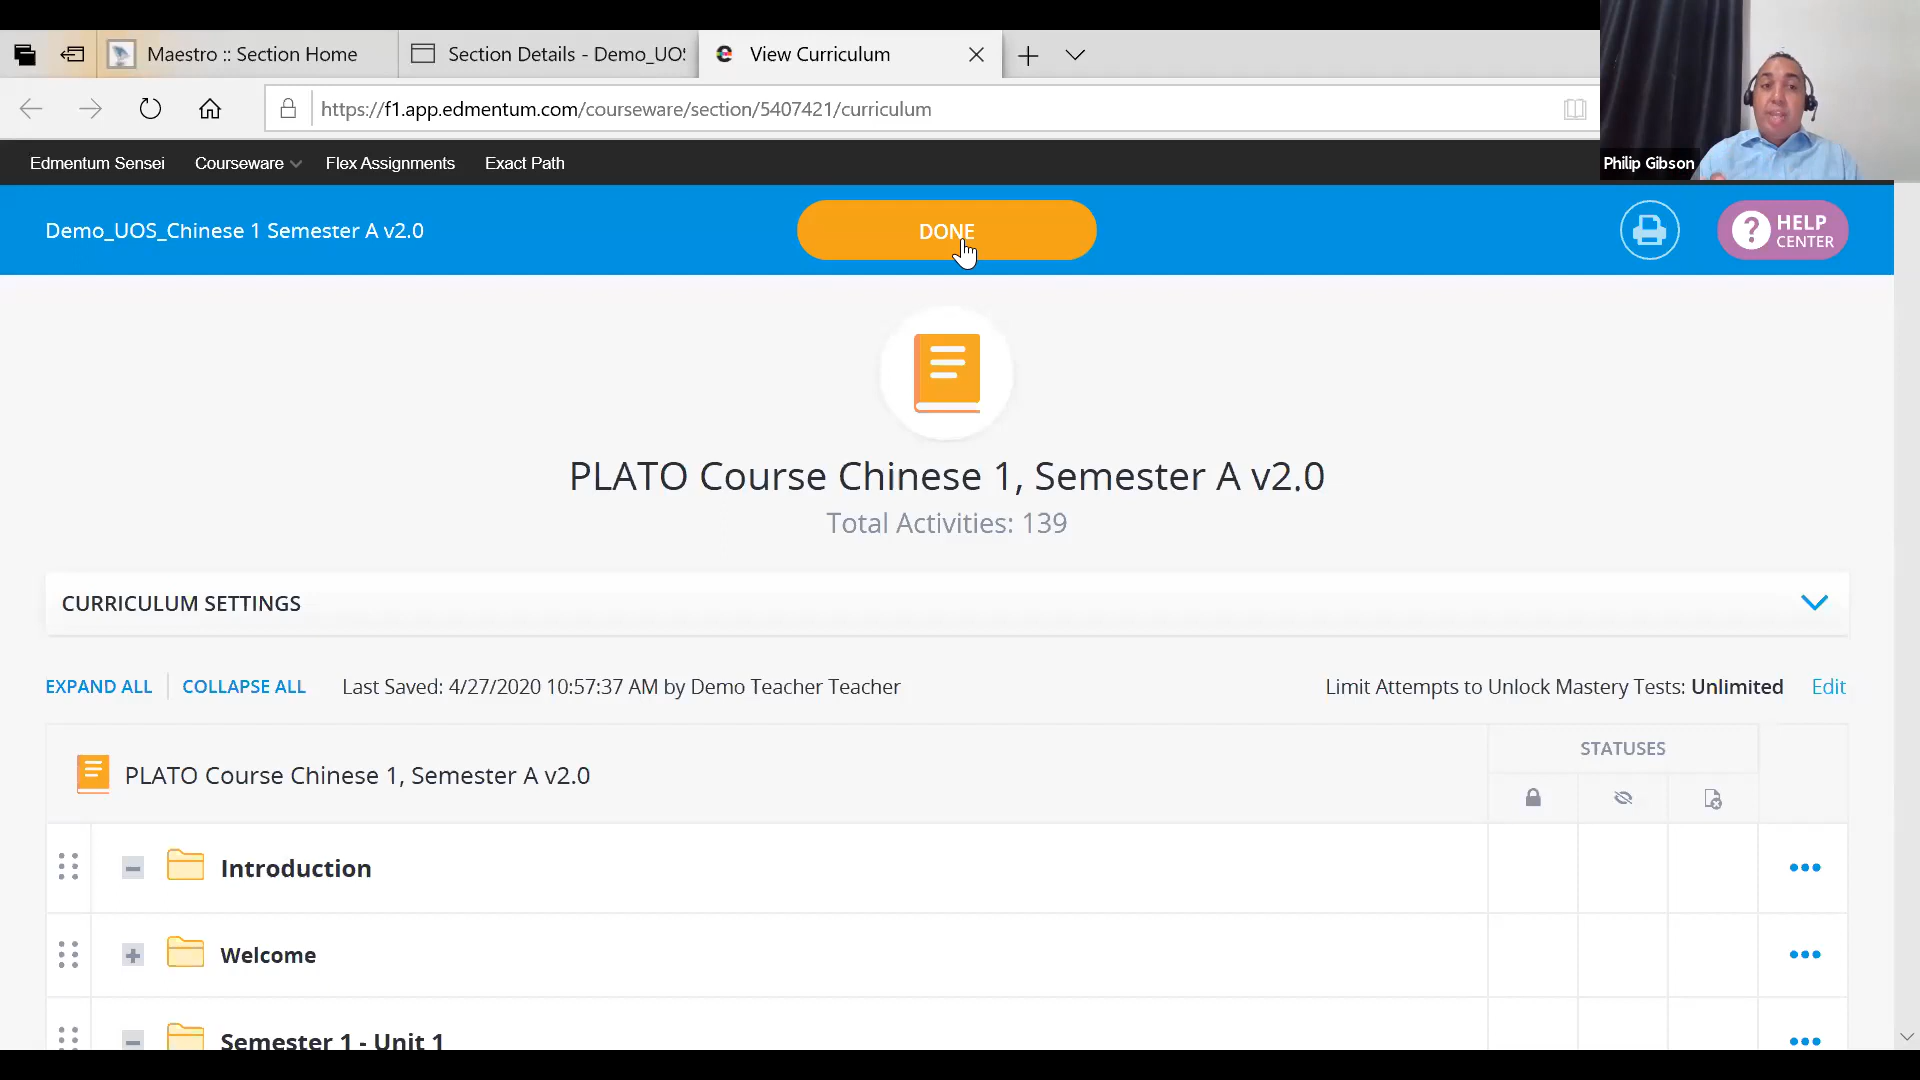 Maestro :: Section Home
Section Details - Demo_UOS
View Curriculum
https://f1.app.edmentum.com/courseware/section/5407421/curriculum
Philip Gibson
Edmentum Sensei
Courseware
Flex Assignments
Exact Path
Demo_UOS_Chinese 1 Semester A v2.0
DONE
? HELP
CENTER
PLATO Course Chinese 1, Semester A v2.0
Total Activities: 139
CURRICULUM SETTINGS
EXPAND ALL
COLLAPSE ALL
Last Saved: 4/27/2020 10:57:37 AM by Demo Teacher Teacher
Limit Attempts to Unlock Mastery Tests: Unlimited
Edit
STATUSES
PLATO Course Chinese 1, Semester A v2.0
Introduction
Welcome
Semester 1 - Unit 1